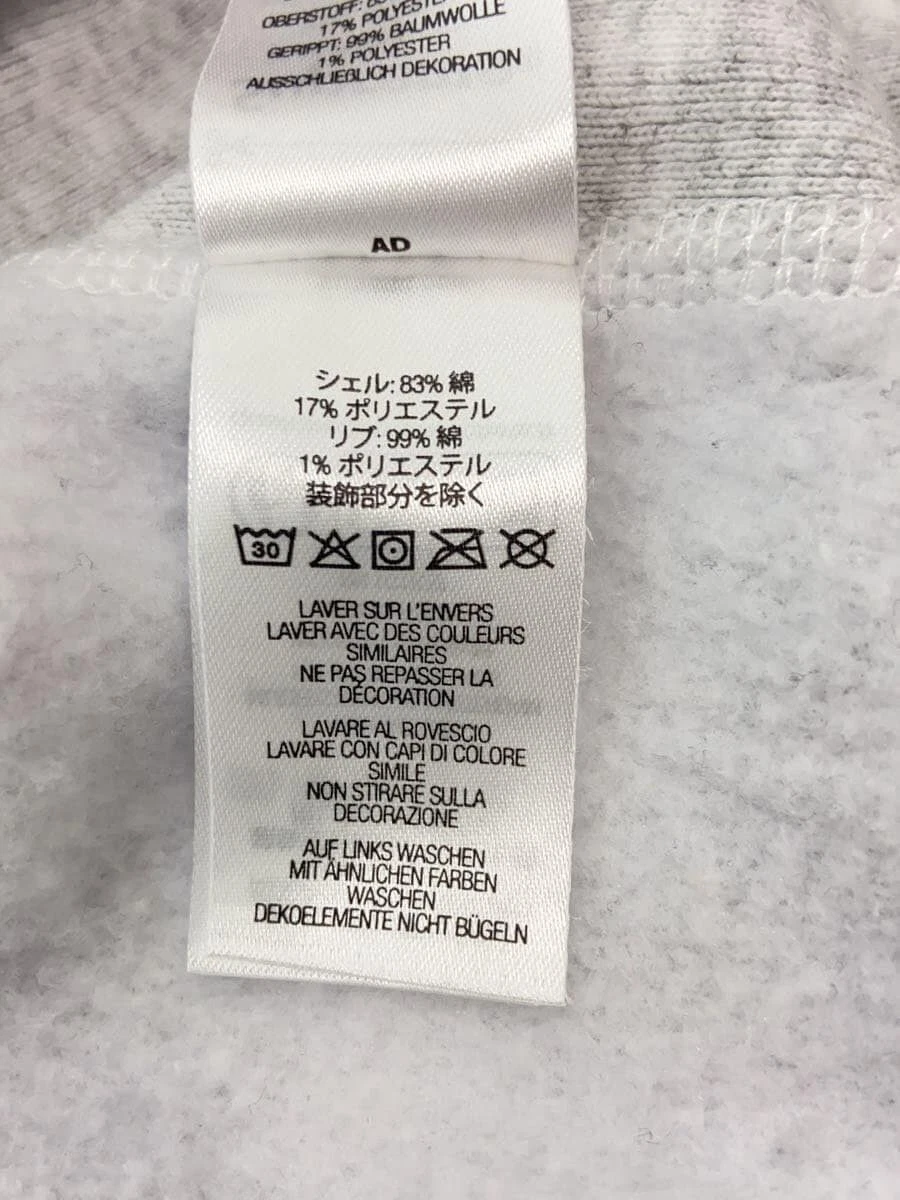 OBERSTOFF:
17% POLYESTER
GERIPPT: 99% BAUMWOLLE
1% POLYESTER
AUSSCHLIEßLICH DEKORATION
AD
シェル: 83% 綿
17% ポリエステル
リブ: 99% 綿
1% ポリエステル
装飾部分を除く
30
LAVER SUR L'ENVERS
LAVER AVEC DES COULEURS
SIMILAIRES
NE PAS REPASSER LA
DÉCORATION
LAVARE AL ROVESCIO
LAVARE CON CAPI DI COLORE
SIMILE
NON STIRARE SULLA
DECORAZIONE
AUF LINKS WASCHEN
MIT ÄHNLICHEN FARBEN
WASCHEN
DEKOELEMENTE NICHT BÜGELN